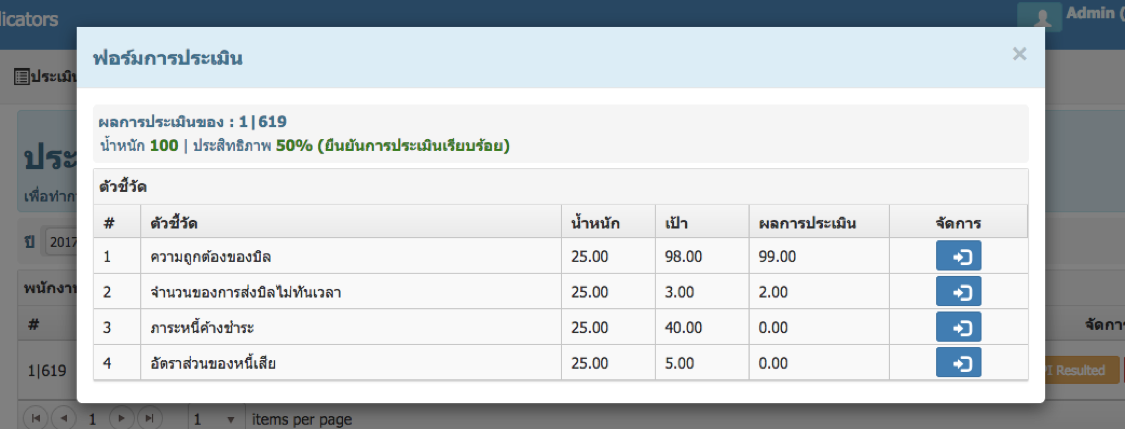 licators
Admin (
ฟอร์มการประเมิน ×
ประเมิ
ผลการประเมินของ : 1|619
น้ำหนัก 100 | ประสิทธิภาพ 50% (ยืนยันการประเมินเรียบร้อย)
ประ
เพื่อทำก
ตัวชี้วัด
# ตัวชี้วัด น้ำหนัก เป้า ผลการประเมิน จัดการ
ปี 2017
1 ความถูกต้องของบิล 25.00 98.00 99.00
2 จำนวนของการส่งบิลไม่ทันเวลา 25.00 3.00 2.00
พนักงา
# จัดการ
3 ภาระหนี้ค้างชำระ 25.00 40.00 0.00
4 อัตราส่วนของหนี้เสีย 25.00 5.00 0.00
1|619 PI Resulted
1 1 items per page